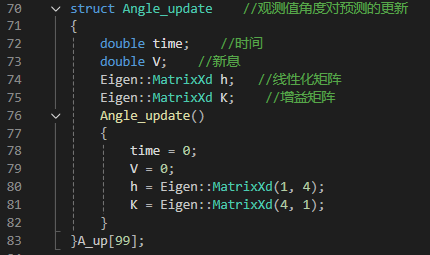 70 struct Angle_update //观测值角度对预测的更新
71 {
72 double time; //时间
73 double V; //新息
74 Eigen::MatrixXd h; //线性化矩阵
75 Eigen::MatrixXd K; //增益矩阵
76 Angle_update()
77 {
78 time = 0;
79 V = 0;
80 h = Eigen::MatrixXd(1, 4);
81 K = Eigen::MatrixXd(4, 1);
82 }
83 }A_up[99];